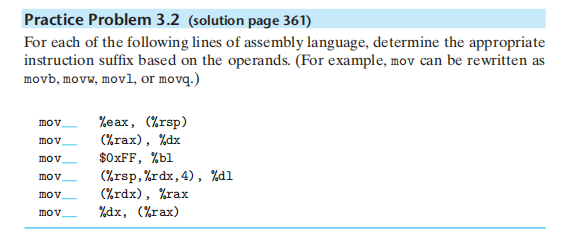 Practice Problem 3.2 (solution page 361)
For each of the following lines of assembly language, determine the appropriate
instruction suffix based on the operands. (For example, mov can be rewritten as
movb, movw, movl, or movq.)
mov__ %eax, (%rsp)
mov__ (%rax), %dx
mov__ $0xFF, %bl
mov__ (%rsp,%rdx,4), %dl
mov__ (%rdx), %rax
mov__ %dx, (%rax)